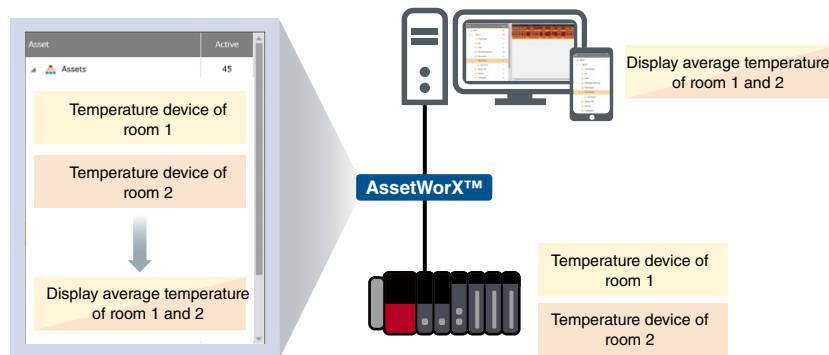 Asset Active
Assets 45
Temperature device of
room 1
Temperature device of
room 2
Display average temperature
of room 1 and 2
AssetWorX™
Display average temperature
of room 1 and 2
Temperature device of
room 1
Temperature device of
room 2